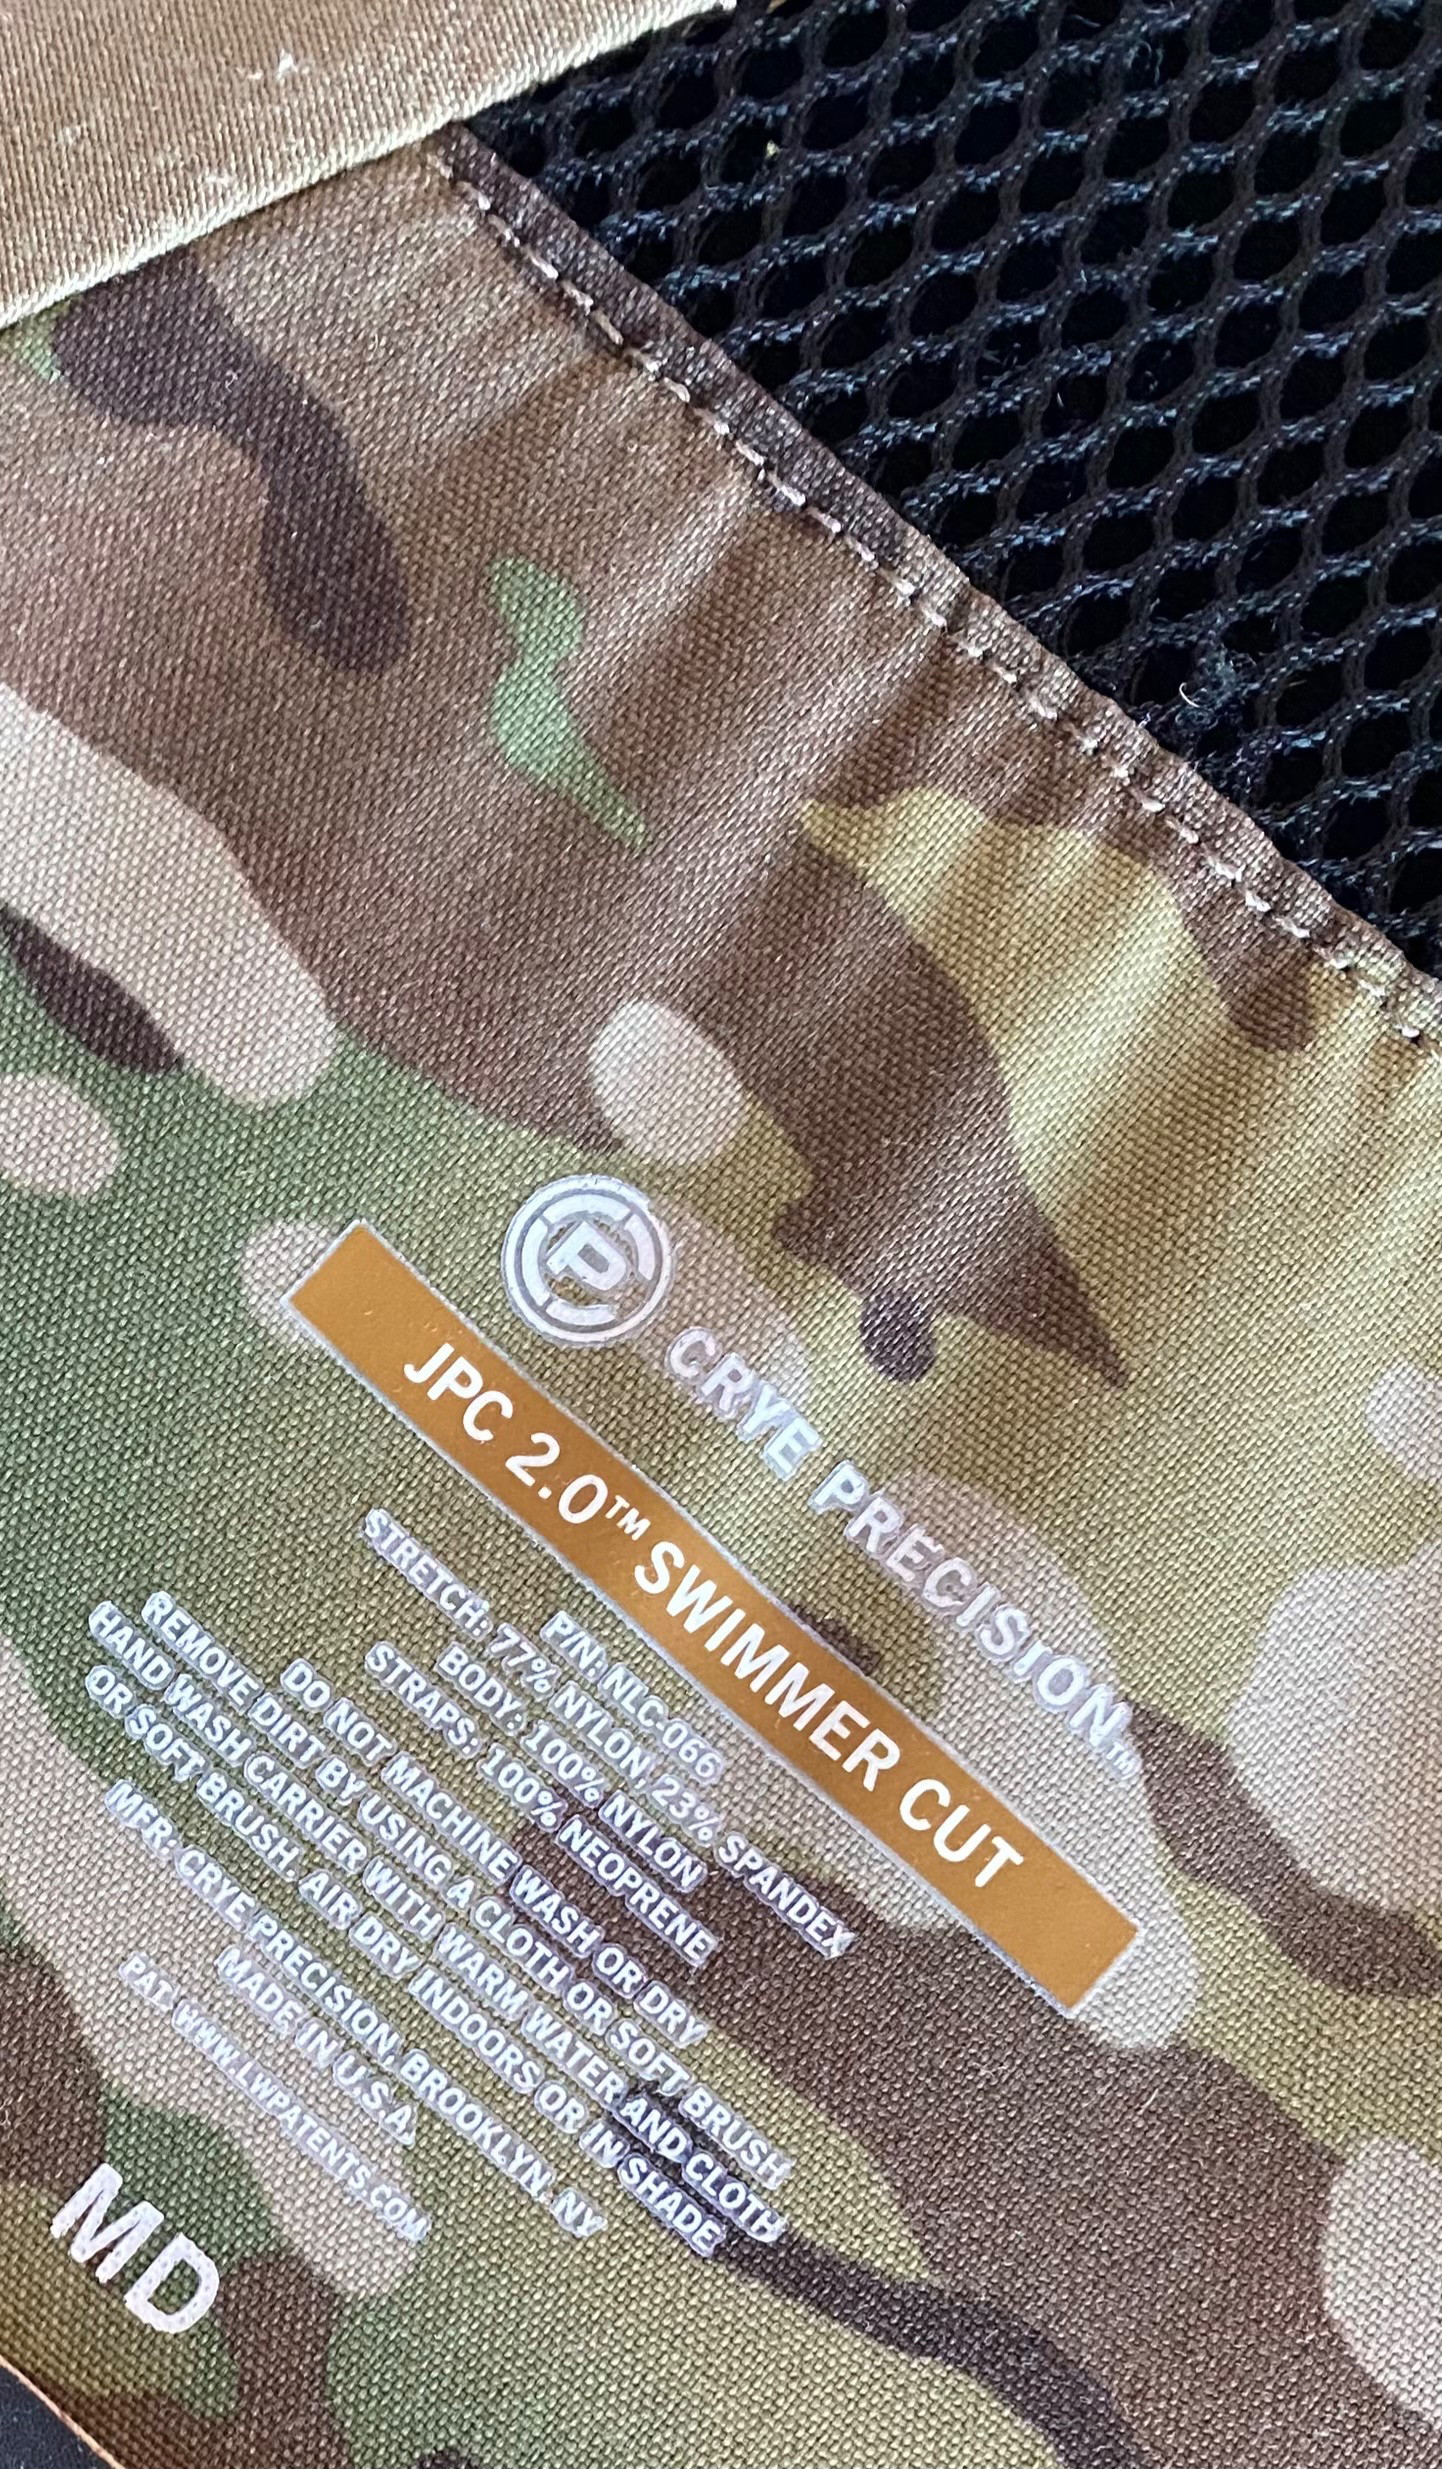 CP
CRYE PRECISION™
JPC 2.0™ SWIMMER CUT
P/N: NLC-066
STRETCH: 77% NYLON, 23% SPANDEX
BODY: 100% NYLON
STRAPS: 100% NEOPRENE
DO NOT MACHINE WASH OR DRY
REMOVE DIRT BY USING A CLOTH OR SOFT BRUSH
HAND WASH CARRIER WITH WARM WATER AND CLOTH
OR SOFT BRUSH. AIR DRY INDOORS OR IN SHADE
MFR: CRYE PRECISION, BROOKLYN, NY
MADE IN U.S.A.
PAT WWW.LWPATENTS.COM
MD